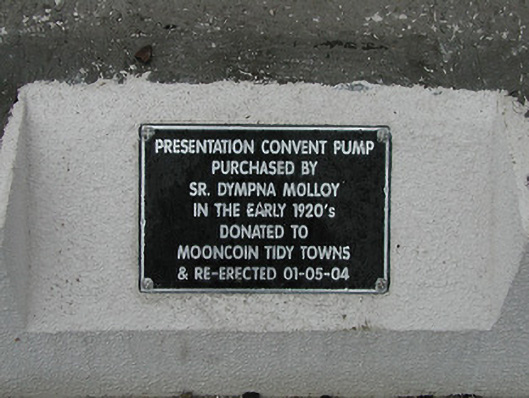 PRESENTATION CONVENT PUMP
PURCHASED BY
SR. DYMPNA MOLLOY
IN THE EARLY 1920's
DONATED TO
MOONCOIN TIDY TOWNS
& RE-ERECTED 01-05-04